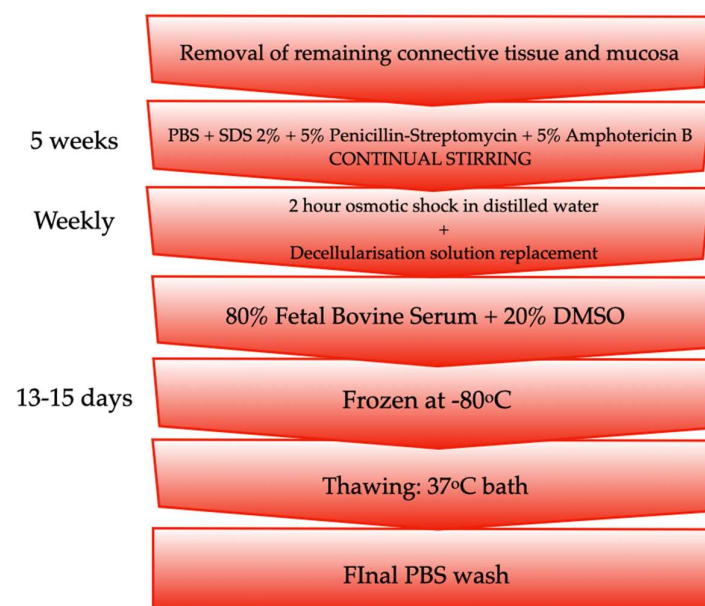 Removal of remaining connective tissue and mucosa
5 weeks
PBS + SDS 2% + 5% Penicillin-Streptomycin + 5% Amphotericin B
CONTINUAL STIRRING
Weekly
2 hour osmotic shock in distilled water
+
Decellularisation solution replacement
80% Fetal Bovine Serum + 20% DMSO
13-15 days
Frozen at -80ºC
Thawing: 37ºC bath
FInal PBS wash